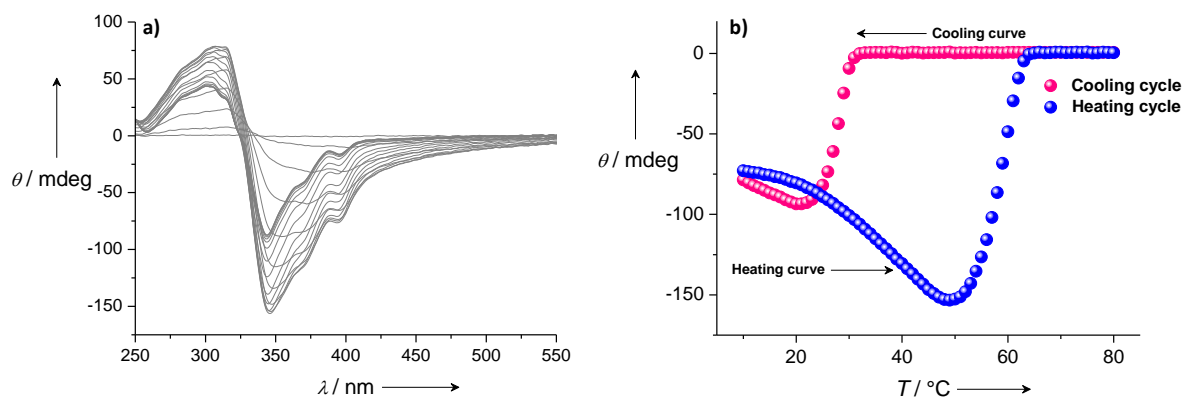 a)
100
50
0
-50
-100
-150
θ / mdeg
250 300 350 400 450 500 550
λ / nm
b)
Cooling curve
0
-50
-100
-150
θ / mdeg
Cooling cycle
Heating cycle
Heating curve
20 40 60 80
T / °C